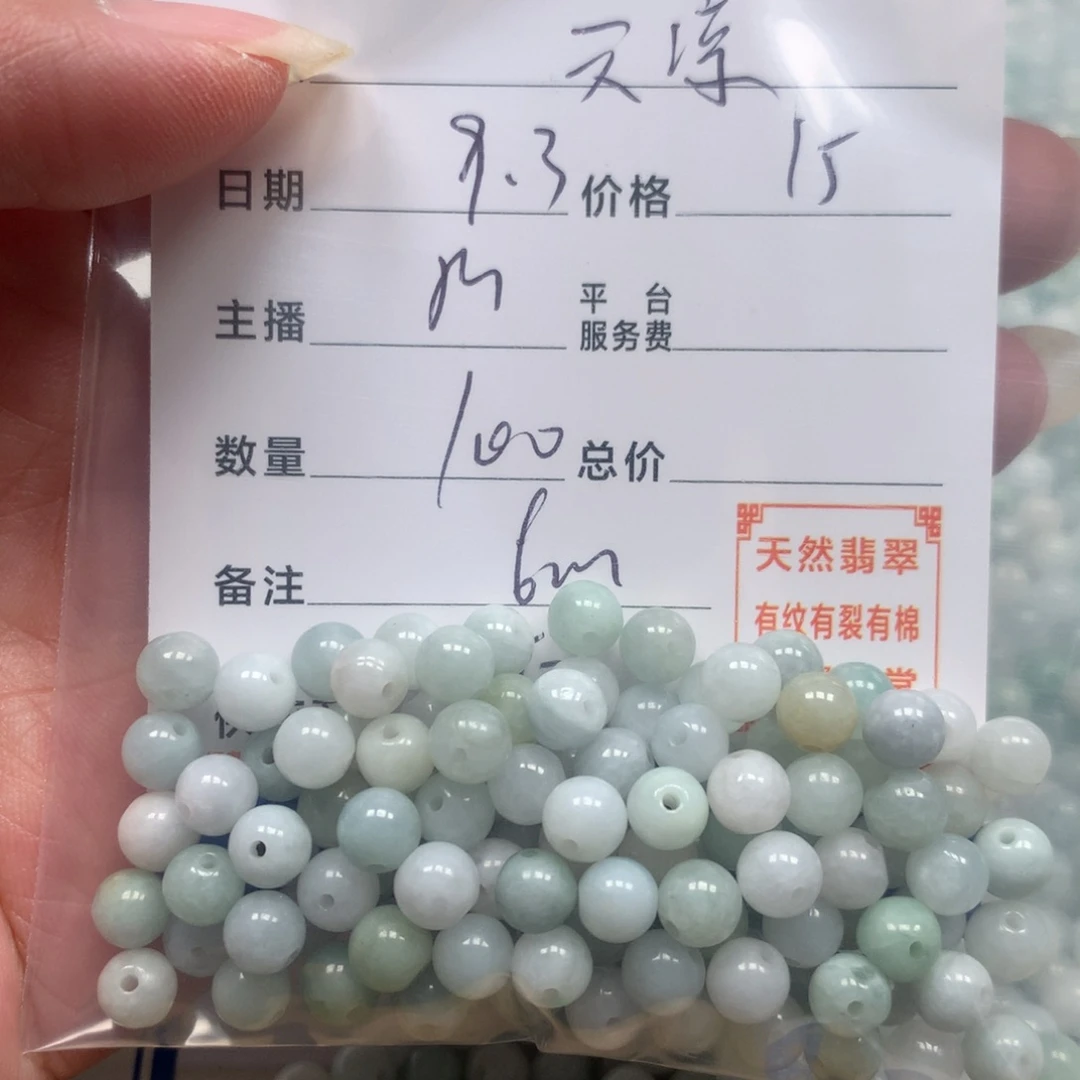 日期 9.3 价格 15
主播
平台
服务费
数量 100 总价
备注 6m
天然翡翠
有纹有裂有棉